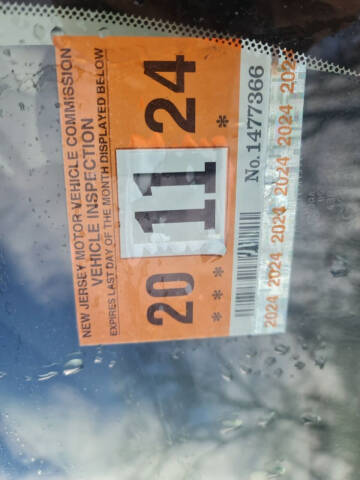 NEW JERSEY MOTOR VEHICLE COMMISSION
VEHICLE INSPECTION
EXPIRES LAST DAY OF THE MONTH DISPLAYED BELOW
20 11 24
No.1477366
2024 2024 2024 2024 2024 2024